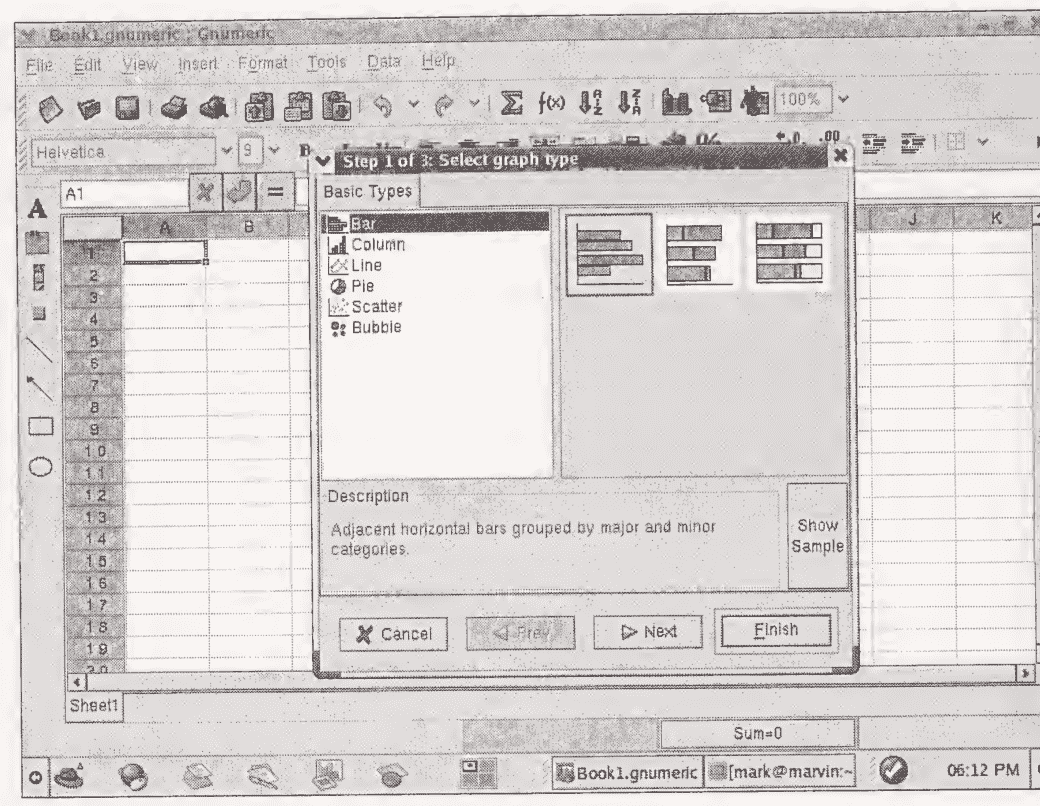 Book1.gnumeric : Gnumeric
File Edit View Insert Format Tools Data Help
f(x) A Z Z A 100%
Helvetica 9 B % .0 .00
Step 1 of 3: Select graph type
A1 =
Basic Types
A
A B J K
Bar
Column
Line
Pie
Scatter
Bubble
1
2
3
4
5
6
7
8
9
10
11
12
13
14
15
16
17
18
19
20
Description
Adjacent horizontal bars grouped by major and minor
categories.
Show
Sample
Cancel Prev Next Finish
Sheet1
Sum=0
Book1.gnumeric [mark@marvin:~ 06:12 PM